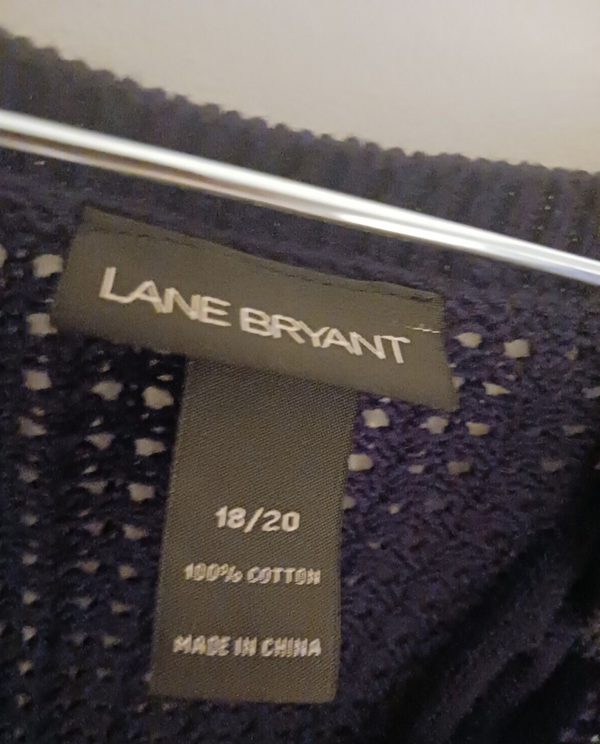 LANE BRYANT
18/20
100% COTTON
MADE IN CHINA